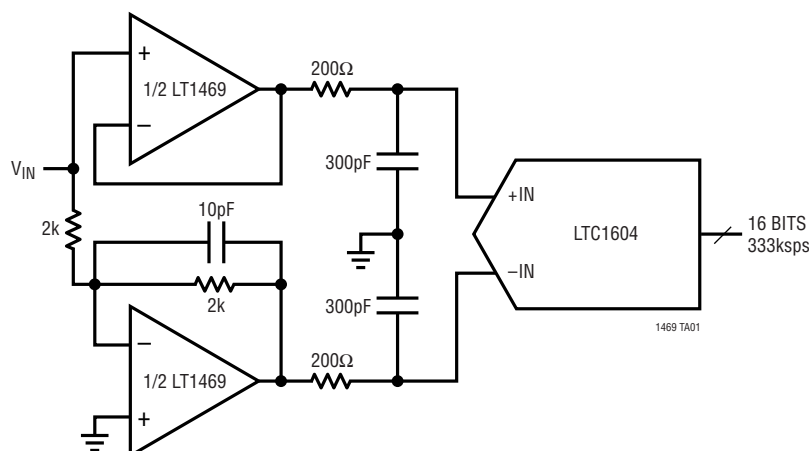 +
1/2 LT1469
−
200Ω
300pF
VIN
2k
10pF
2k
+IN
LTC1604
−IN
16 BITS
333ksps
300pF
1469 TA01
−
1/2 LT1469
+
200Ω